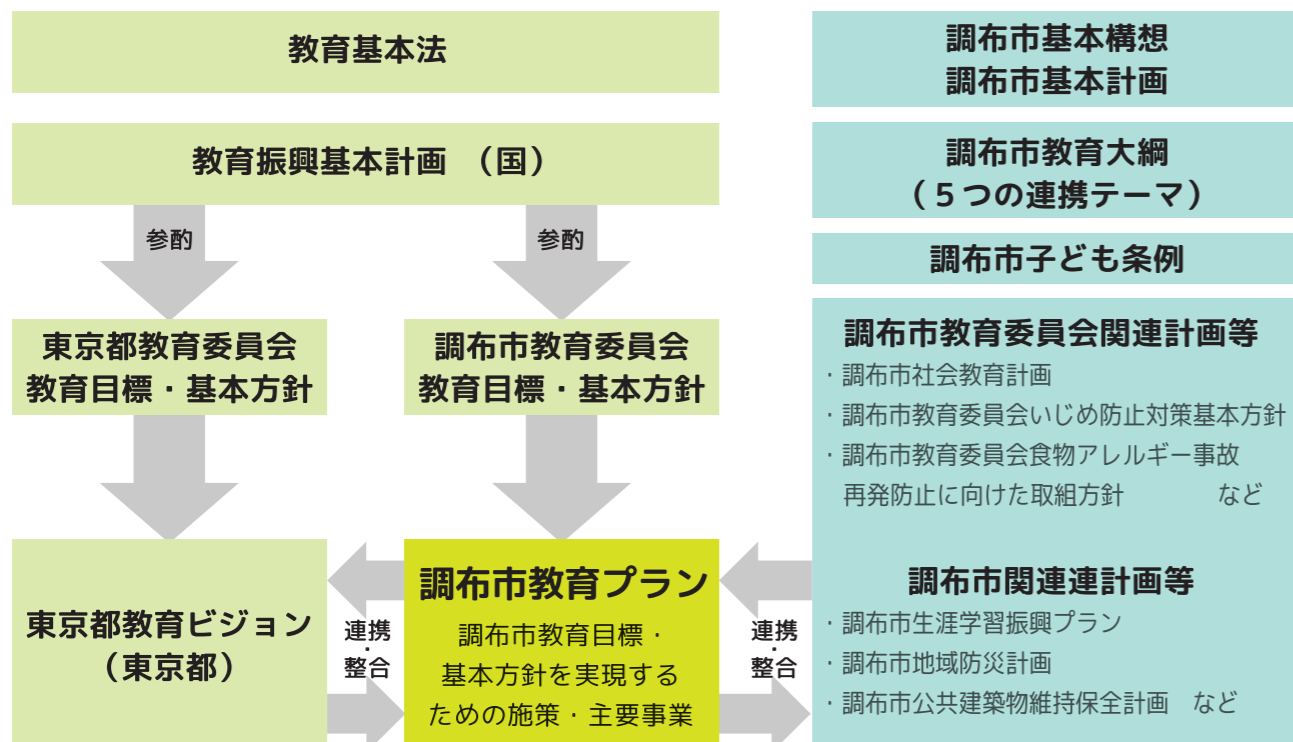 教育基本法
教育振興基本計画 （国）
参酌
参酌
東京都教育委員会
教育目標・基本方針
調布市教育委員会
教育目標・基本方針
東京都教育ビジョン
（東京都）
連携
・
整合
調布市教育プラン
調布市教育目標・
基本方針を実現する
ための施策・主要事業
連携
・
整合
調布市基本構想
調布市基本計画
調布市教育大綱
（５つの連携テーマ）
調布市子ども条例
調布市教育委員会関連計画等
・調布市社会教育計画
・調布市教育委員会いじめ防止対策基本方針
・調布市教育委員会食物アレルギー事故
再発防止に向けた取組方針 など
調布市関連連計画等
・調布市生涯学習振興プラン
・調布市地域防災計画
・調布市公共建築物維持保全計画 など